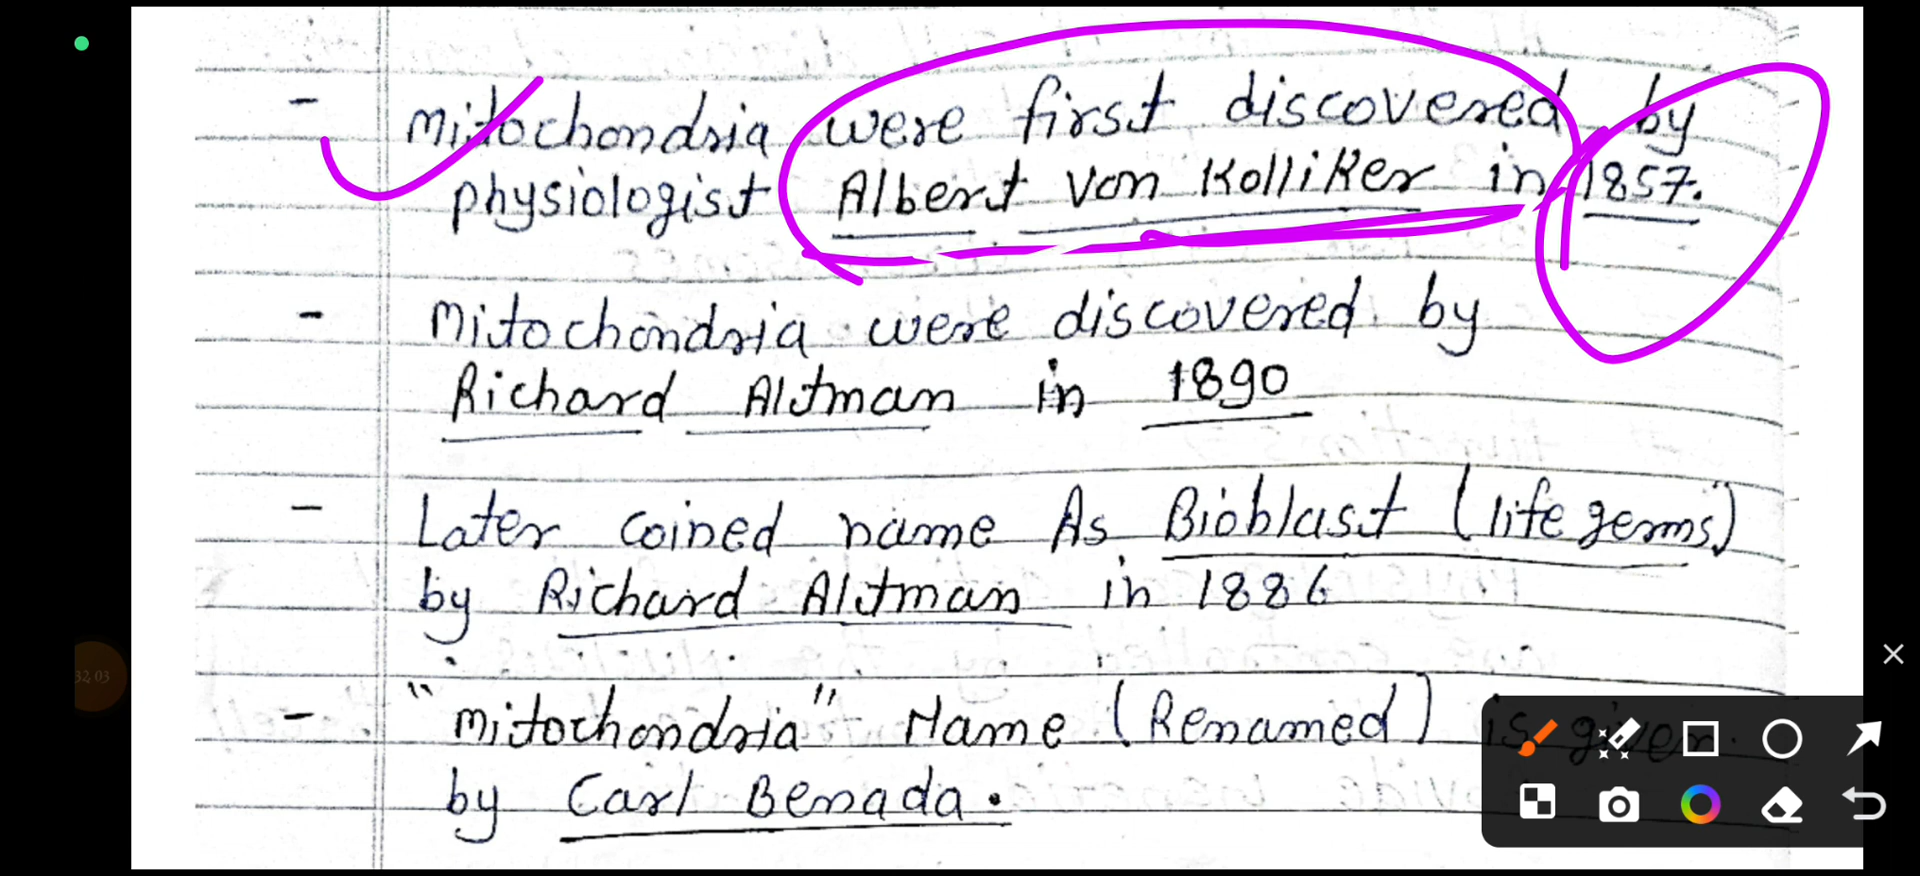 - Mitochondria were first discovered by
physiologist Albert Von Kolliker in 1857.
- Mitochondria were discovered by
Richard Altman in 1890
- Later coined name As Bioblast (life germs)
by Richard Altman in 1886
- "Mitochondria" Name (Renamed) is given
by Carl Benada.
32:03